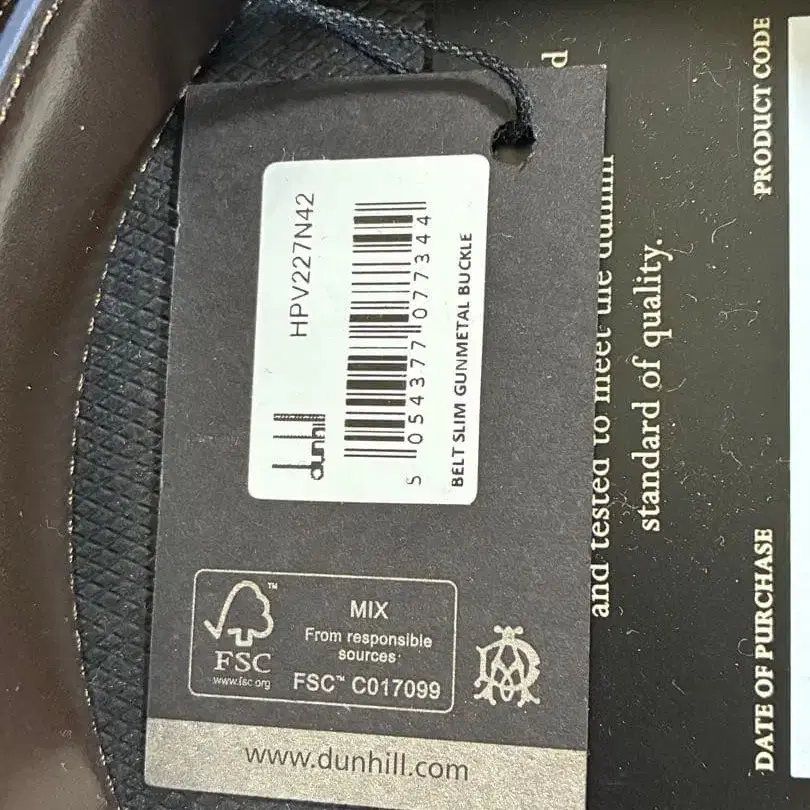 dunhill
HPV227N42
5 054377 077344
BELT SLIM GUNMETAL BUCKLE
FSC
www.fsc.org
MIX
From responsible
sources
FSC™ C017099
www.dunhill.com
and tested to meet the dunhill
standard of quality.
DATE OF PURCHASE
PRODUCT CODE